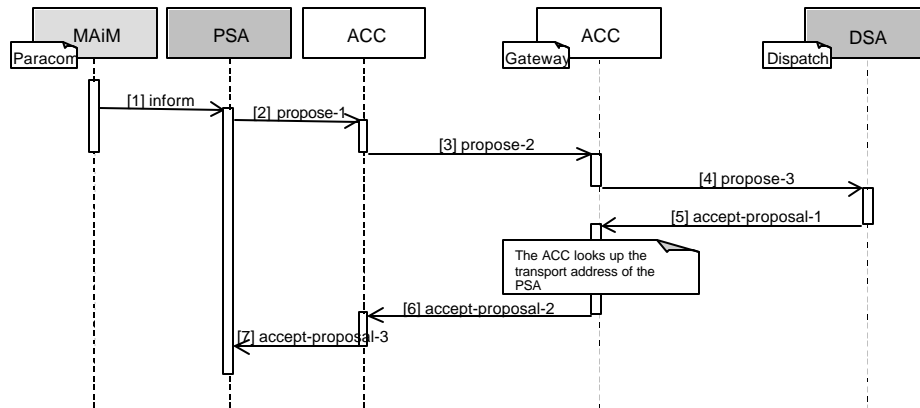 MAiM
PSA
ACC
ACC
DSA
Paracom
Gateway
Dispatch
[1] inform
[2] propose-1
[3] propose-2
[4] propose-3
[5] accept-proposal-1
The ACC looks up the
transport address of the
PSA
[6] accept-proposal-2
[7] accept-proposal-3